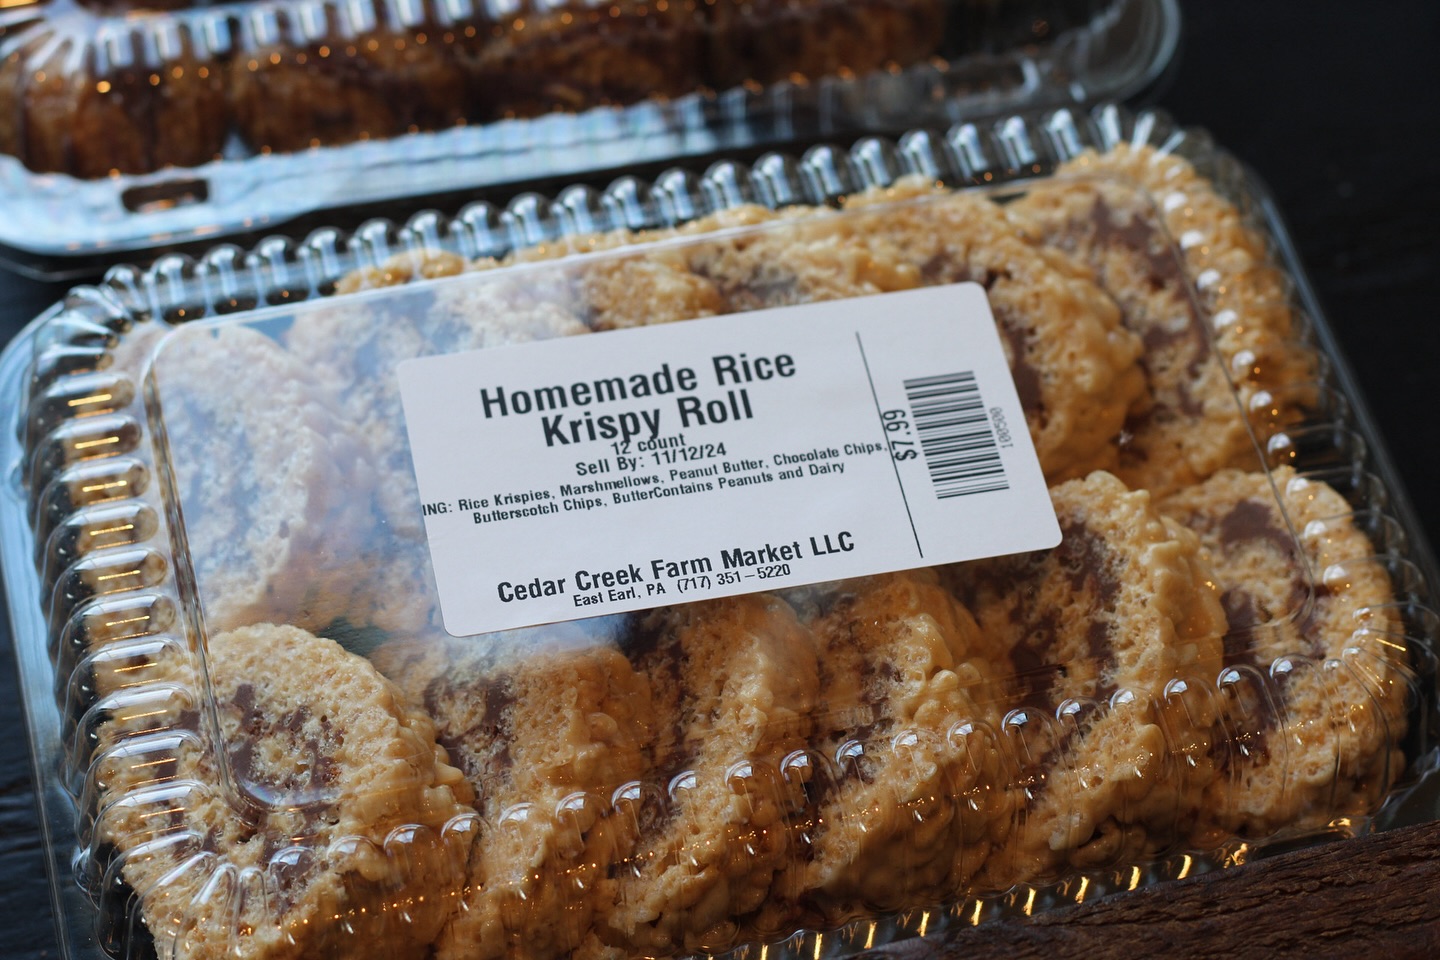 Homemade Rice
Krispy Roll
12 count
Sell By: 11/12/24
ING: Rice Krispies, Marshmellows, Peanut Butter, Chocolate Chips,
Butterscotch Chips, ButterContains Peanuts and Dairy
Cedar Creek Farm Market LLC
East Earl, PA (717) 351-5220
$7.99
100500